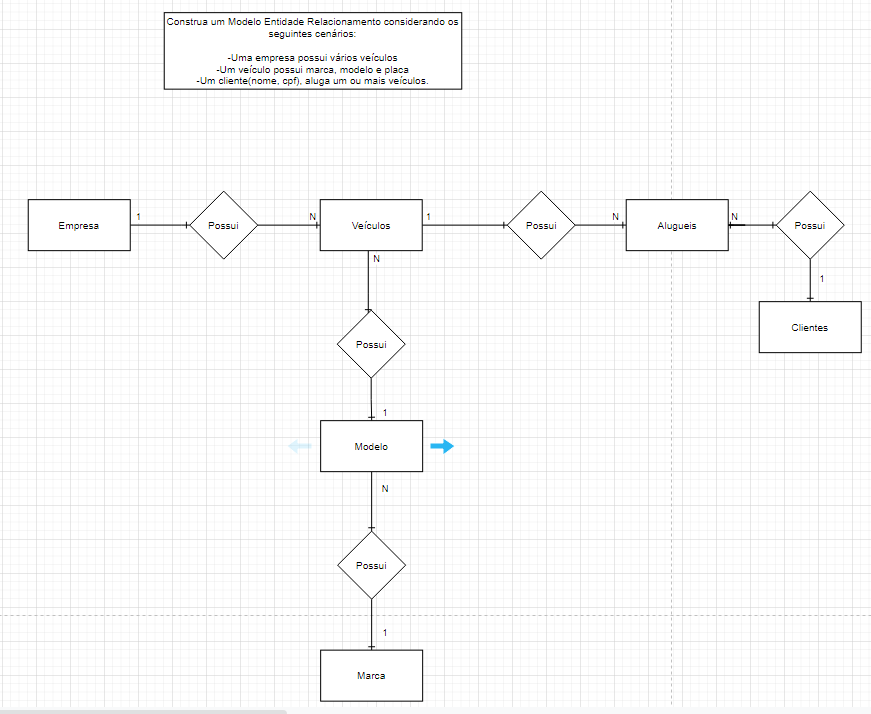 Construa um Modelo Entidade Relacionamento considerando os
seguintes cenários:
-Uma empresa possui vários veículos
-Um veículo possui marca, modelo e placa
-Um cliente(nome, cpf), aluga um ou mais veículos.
Empresa
1
Possui
N
Veículos
1
Possui
N
Alugueis
N
Possui
N
1
Clientes
Possui
1
Modelo
N
Possui
1
Marca